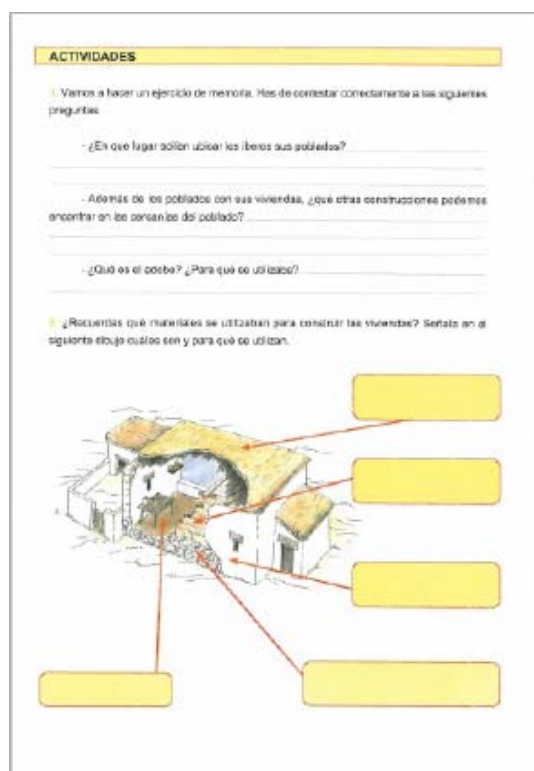 ACTIVIDADES
1. Vamos a hacer un ejercicio de memoria. Has de contestar correctamente a las siguientes
preguntas:
- ¿En qué lugar solían ubicar los iberos sus poblados?
- Además de los poblados con sus viviendas, ¿qué otras construcciones podemos
encontrar en las cercanías del poblado?
- ¿Qué es el adobe? ¿Para qué se utilizaba?
2. ¿Recuerdas qué materiales se utilizaban para construir las viviendas? Señala en el
siguiente dibujo cuáles son y para qué se utilizan.